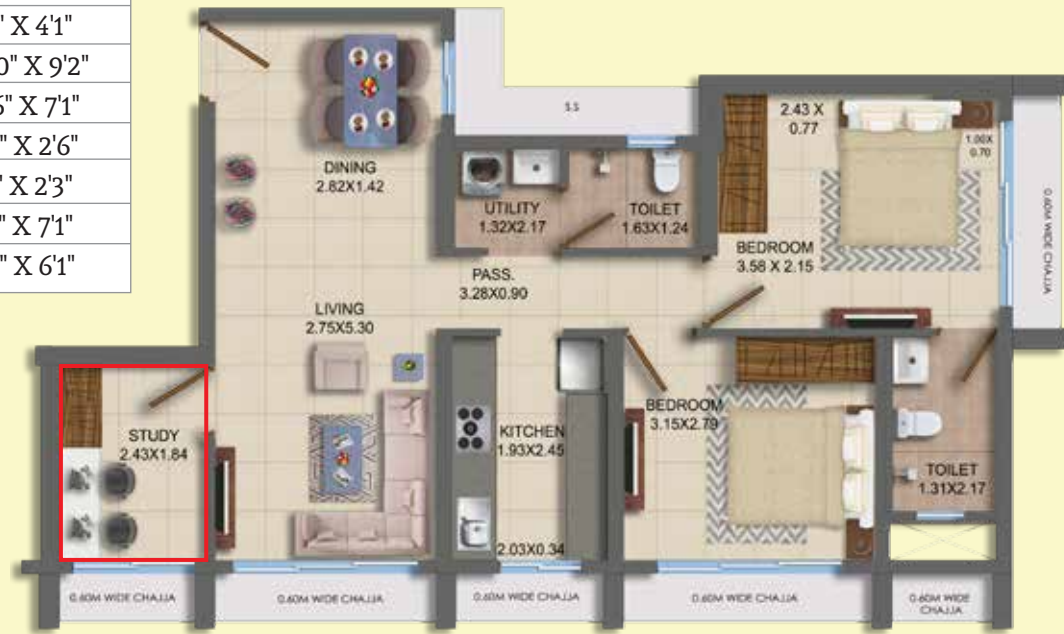 " X 4'1"
0" X 9'2"
6" X 7'1"
" X 2'6"
' X 2'3"
" X 7'1"
" X 6'1"
S.S
2.43 X
0.77
1.00X
0.70
DINING
2.82X1.42
UTILITY
1.32X2.17
TOILET
1.63X1.24
BEDROOM
3.58 X 2.15
0.60M WIDE CHAJJA
PASS.
3.28X0.90
LIVING
2.75X5.30
STUDY
2.43X1.84
KITCHEN
1.93X2.45
2.03X0.34
BEDROOM
3.15X2.79
TOILET
1.31X2.17
0.60M WIDE CHAJJA
0.60M WIDE CHAJJA
0.60M WIDE CHAJJA
0.60M WIDE CHAJJA
0.60M WIDE
CHAJJA